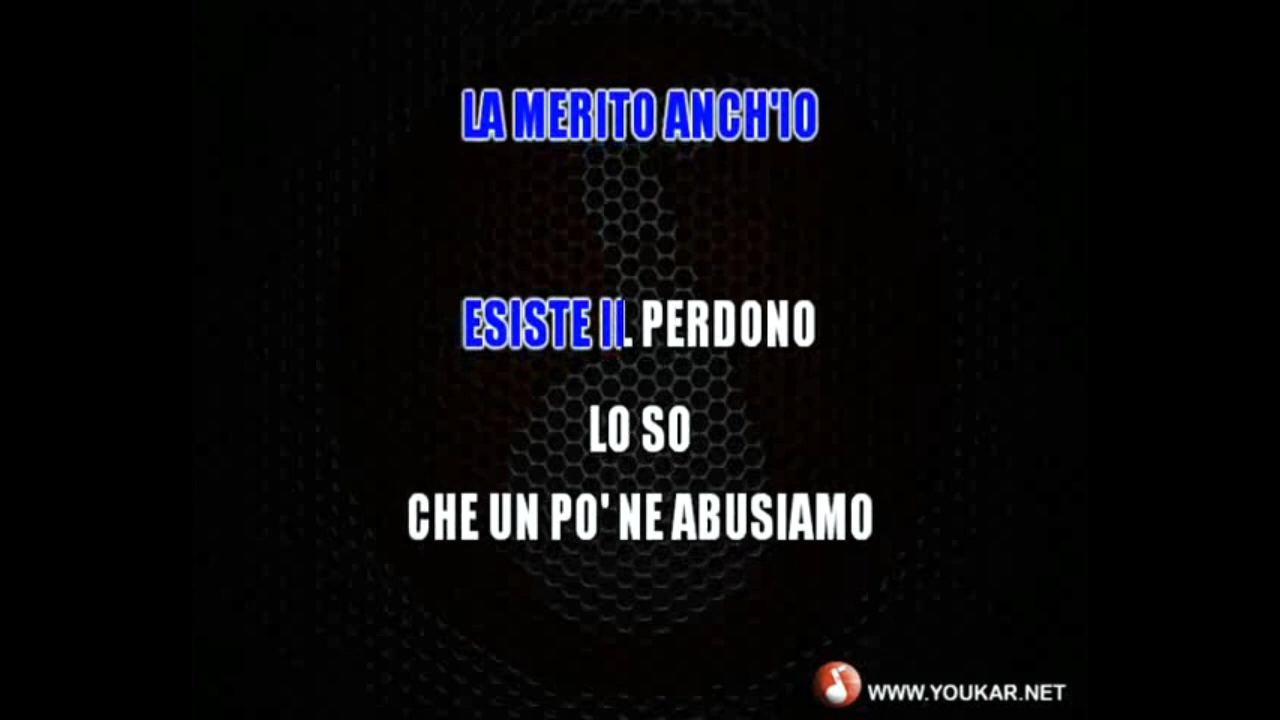 LA MERITO ANCH'IO
ESISTE IL PERDONO
LO SO
CHE UN PO' NE ABUSIAMO
WWW.YOUKAR.NET